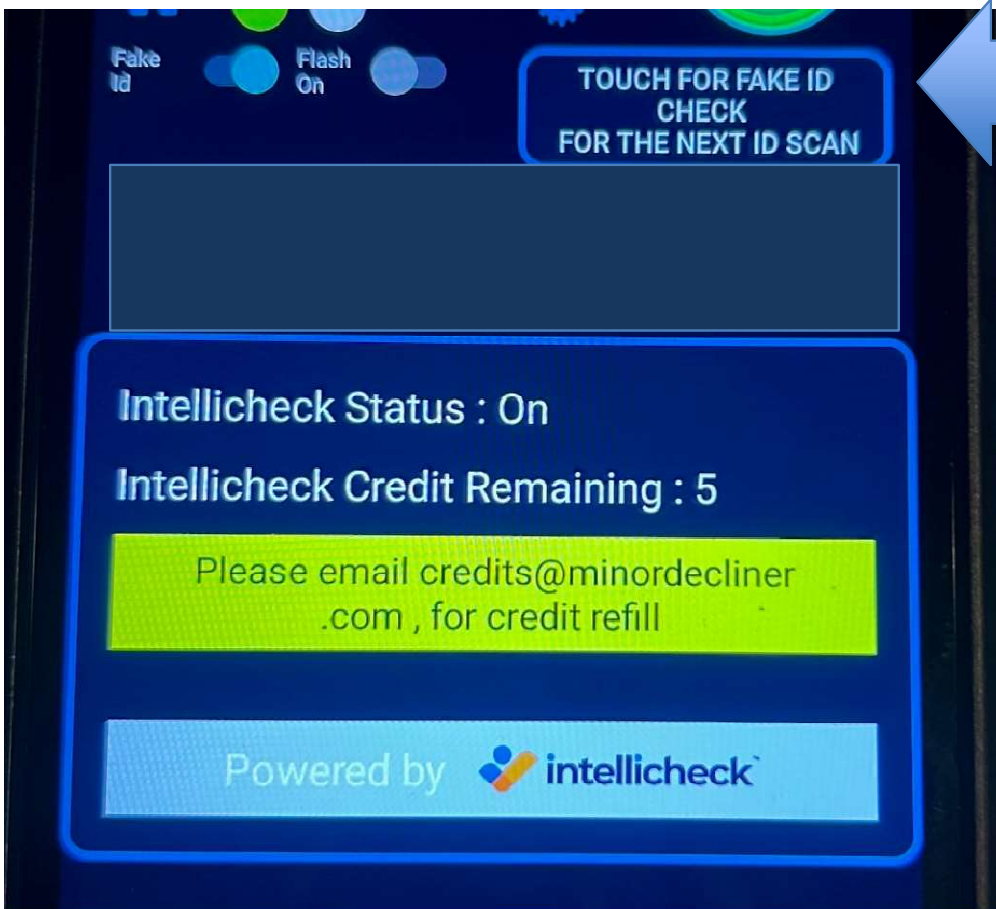 Fake
Id
Flash
On
TOUCH FOR FAKE ID
CHECK
FOR THE NEXT ID SCAN
Intellicheck Status : On
Intellicheck Credit Remaining : 5
Please email credits@minordecliner
.com , for credit refill
Powered by intellicheck